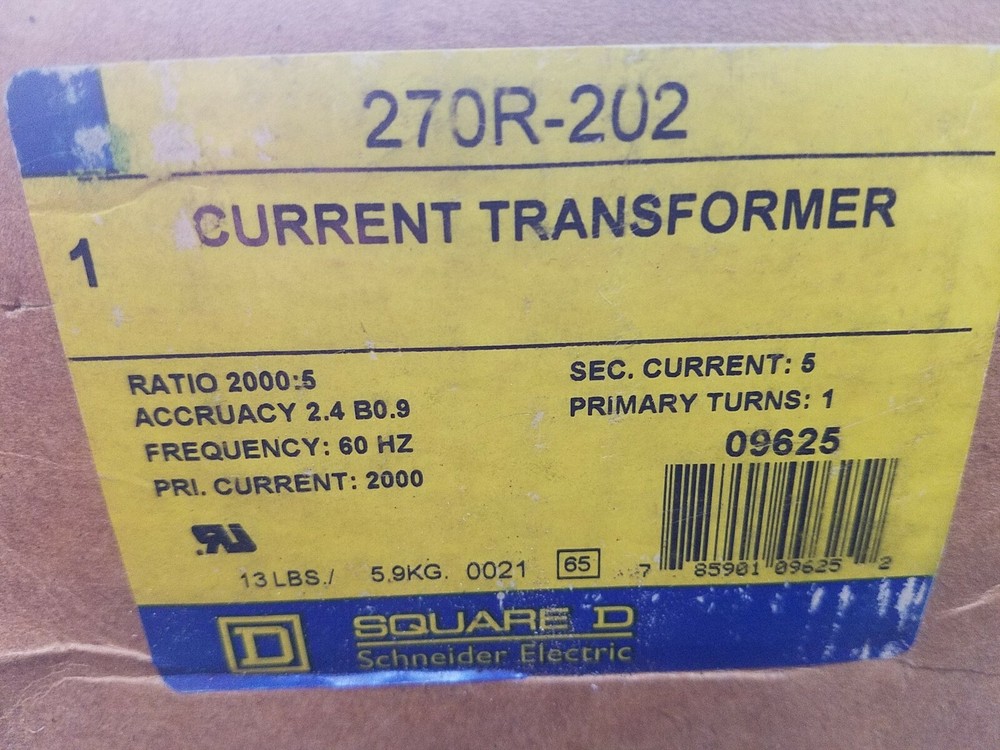 270R-202
CURRENT TRANSFORMER
1
RATIO 2000:5
ACCRUACY 2.4 B0.9
FREQUENCY: 60 HZ
PRI. CURRENT: 2000
SEC. CURRENT: 5
PRIMARY TURNS: 1
09625
7 85901 09625 2
13 LBS./ 5.9KG. 0021 65
D
SQUARE D
Schneider Electric